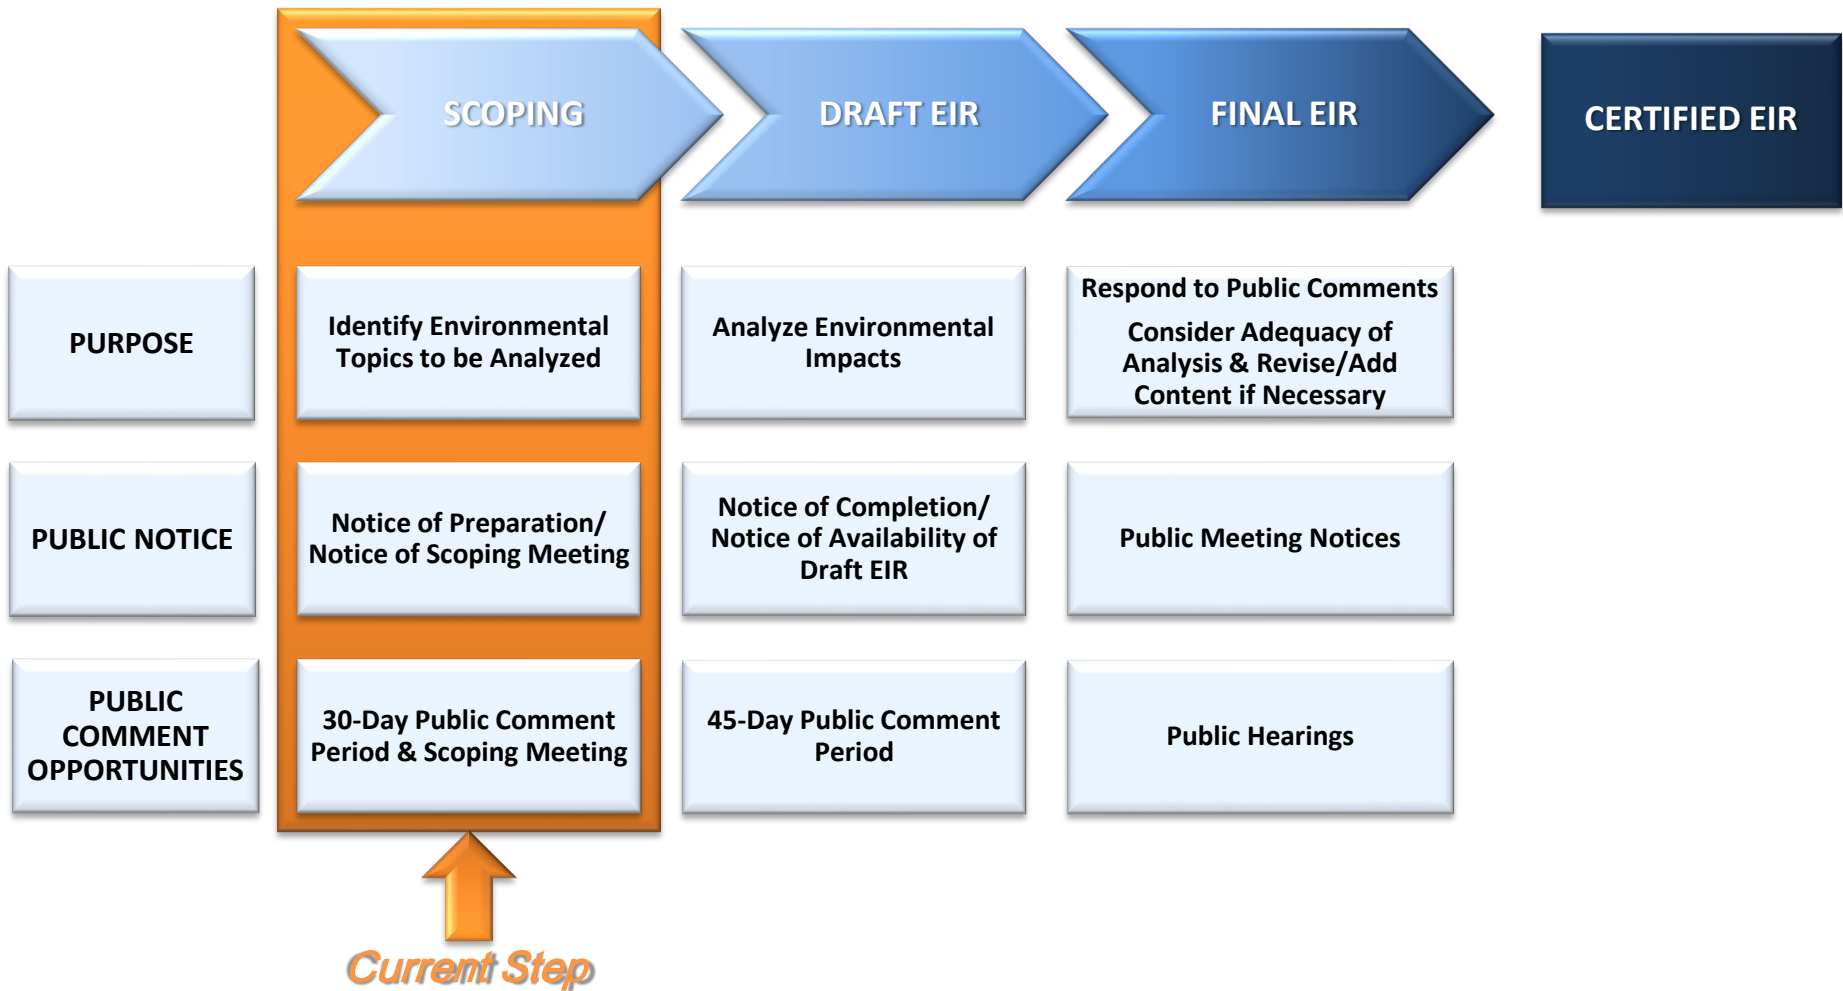 SCOPING
DRAFT EIR
FINAL EIR
CERTIFIED EIR
PURPOSE
Identify Environmental
Topics to be Analyzed
Analyze Environmental
Impacts
Respond to Public Comments
Consider Adequacy of
Analysis & Revise/Add
Content if Necessary
PUBLIC NOTICE
Notice of Preparation/
Notice of Scoping Meeting
Notice of Completion/
Notice of Availability of
Draft EIR
Public Meeting Notices
PUBLIC
COMMENT
OPPORTUNITIES
30-Day Public Comment
Period & Scoping Meeting
45-Day Public Comment
Period
Public Hearings
Current Step